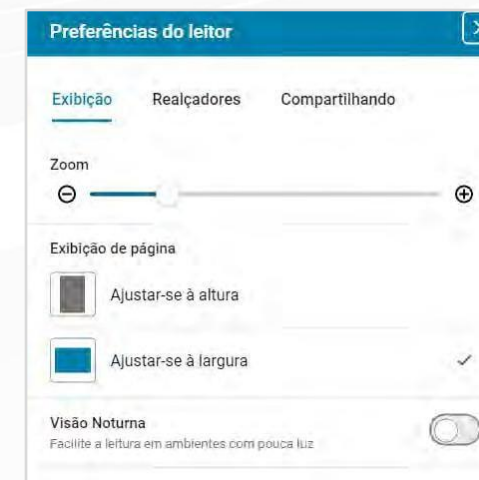 Preferências do leitor
Exibição Realçadores Compartilhando
Zoom
Exibição de página
Ajustar-se à altura
Ajustar-se à largura
Visão Noturna
Facilite a leitura em ambientes com pouca luz